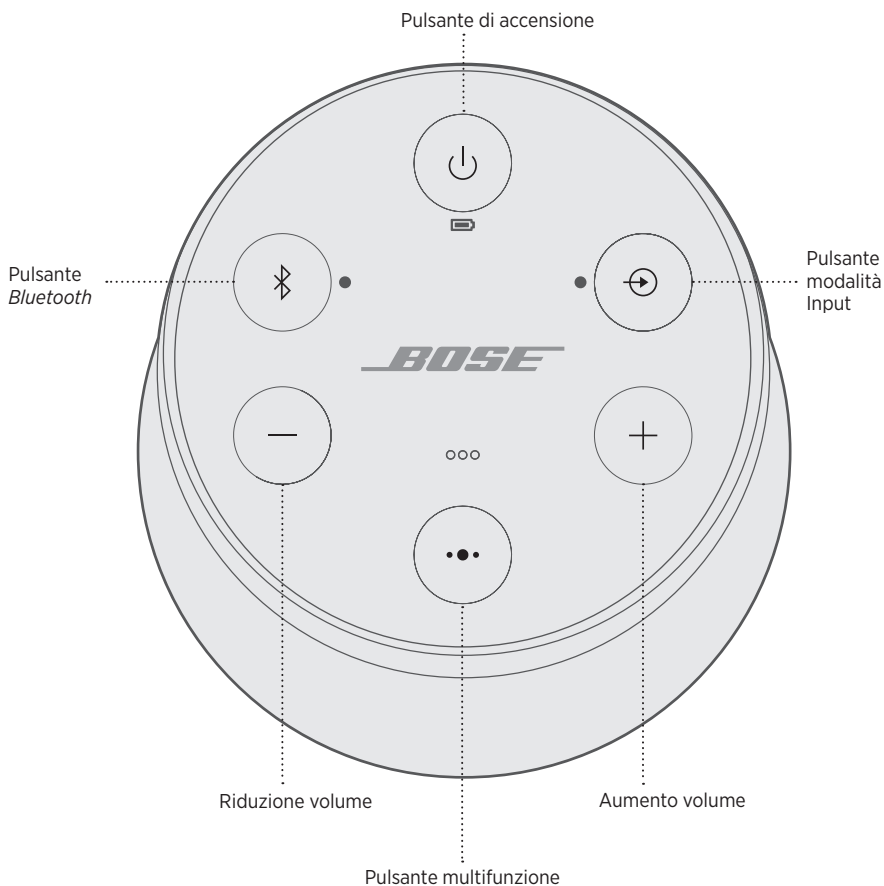 Pulsante di accensione
Pulsante
Bluetooth
Pulsante
modalità
Input
BOSE
Riduzione volume
Aumento volume
Pulsante multifunzione